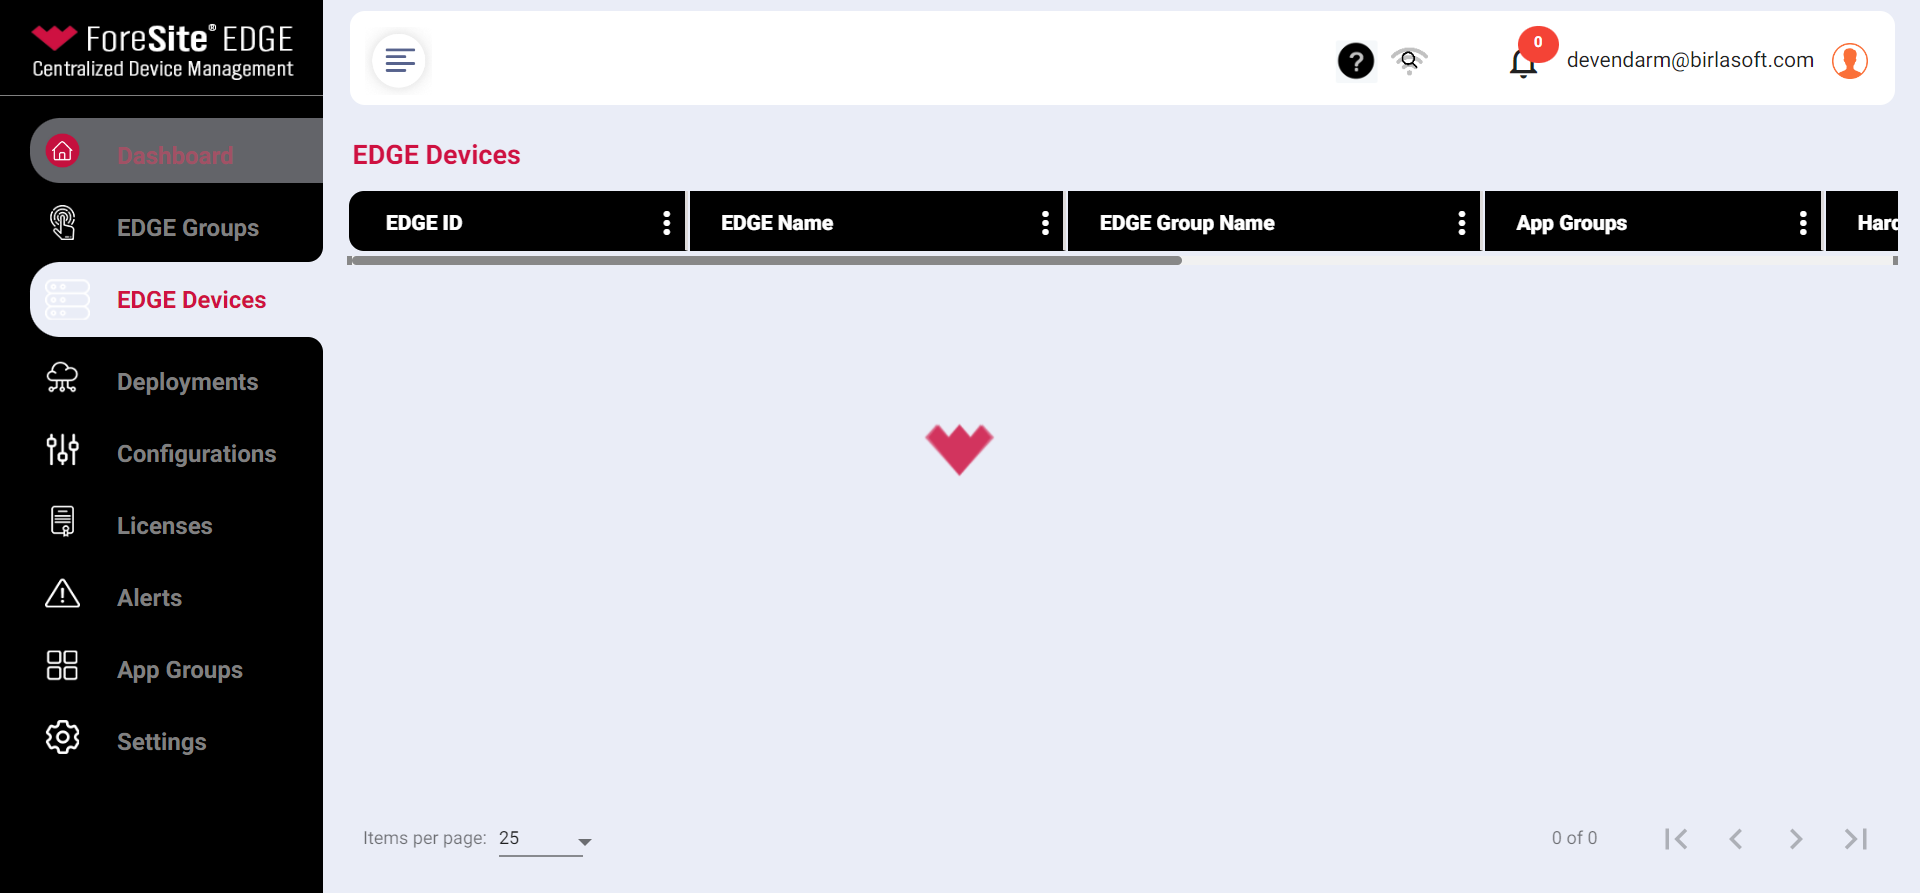 ForeSite® EDGE
Centralized Device Management
Dashboard
EDGE Groups
EDGE Devices
Deployments
Configurations
Licenses
Alerts
App Groups
Settings
?
0
devendarm@birlasoft.com
EDGE Devices
EDGE ID
EDGE Name
EDGE Group Name
App Groups
Items per page: 25
0 of 0